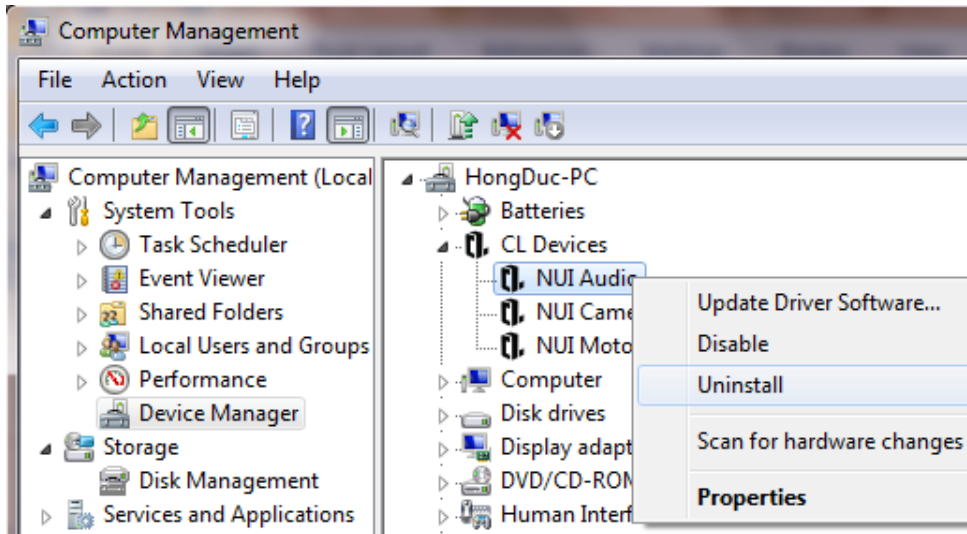 Computer Management
File Action View Help
Computer Management (Local
System Tools
Task Scheduler
Event Viewer
Shared Folders
Local Users and Groups
Performance
Device Manager
Storage
Disk Management
Services and Applications
HongDuc-PC
Batteries
CL Devices
NUI Audio
NUI Came
NUI Moto
Computer
Disk drives
Display adapt
DVD/CD-ROM
Human Interf
Update Driver Software...
Disable
Uninstall
Scan for hardware changes
Properties